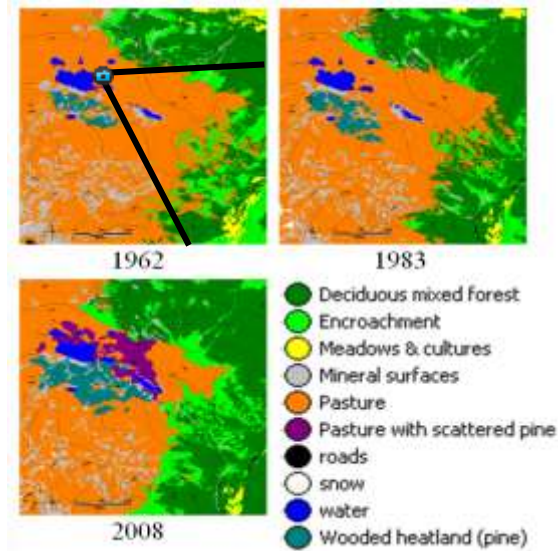 1962
1983
2008
Deciduous mixed forest
Encroachment
Meadows & cultures
Mineral surfaces
Pasture
Pasture with scattered pine
roads
snow
water
Wooded heatland (pine)